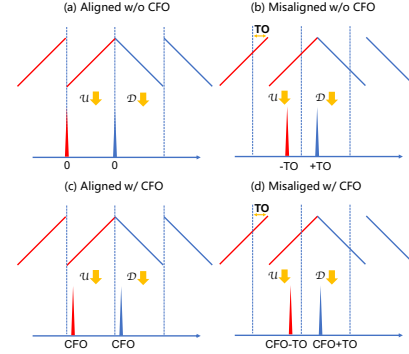 (a) Aligned w/o CFO
𝒰 𝒟
0 0
(b) Misaligned w/o CFO
TO
𝒰 𝒟
-TO +TO
(c) Aligned w/ CFO
𝒰 𝒟
CFO CFO
(d) Misaliged w/ CFO
TO
𝒰 𝒟
CFO-TO CFO+TO